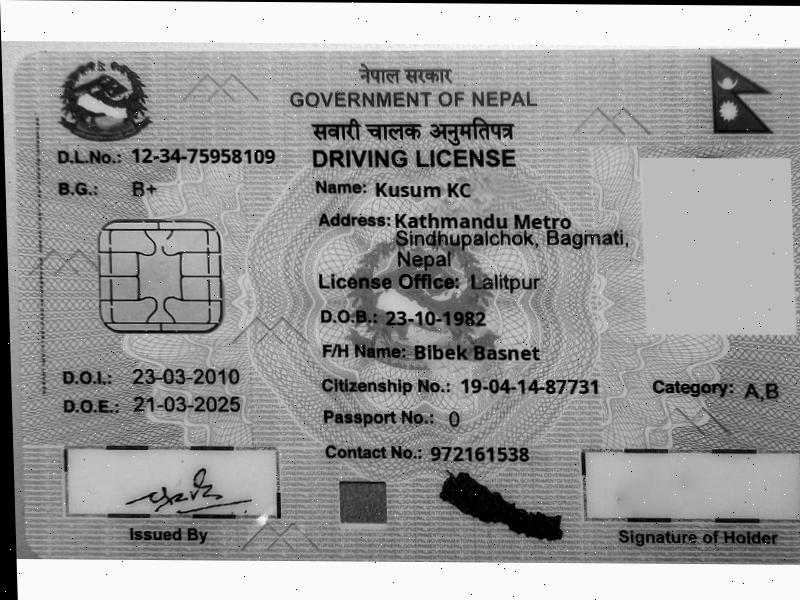 नेपाल सरकार
GOVERNMENT OF NEPAL
सवारी चालक अनुमतिपत्र
DRIVING LICENSE
D.L.No.: 12-34-75958109
B.G.: B+
Name: Kusum KC
Address: Kathmandu Metro
Sindhupalchok, Bagmati,
Nepal
License Office: Lalitpur
D.O.B.: 23-10-1982
F/H Name: Bibek Basnet
D.O.I.: 23-03-2010
Citizenship No.: 19-04-14-87731
Category: A,B
D.O.E.: 21-03-2025
Passport No.: 0
Contact No.: 972161538
Issued By
Signature of Holder